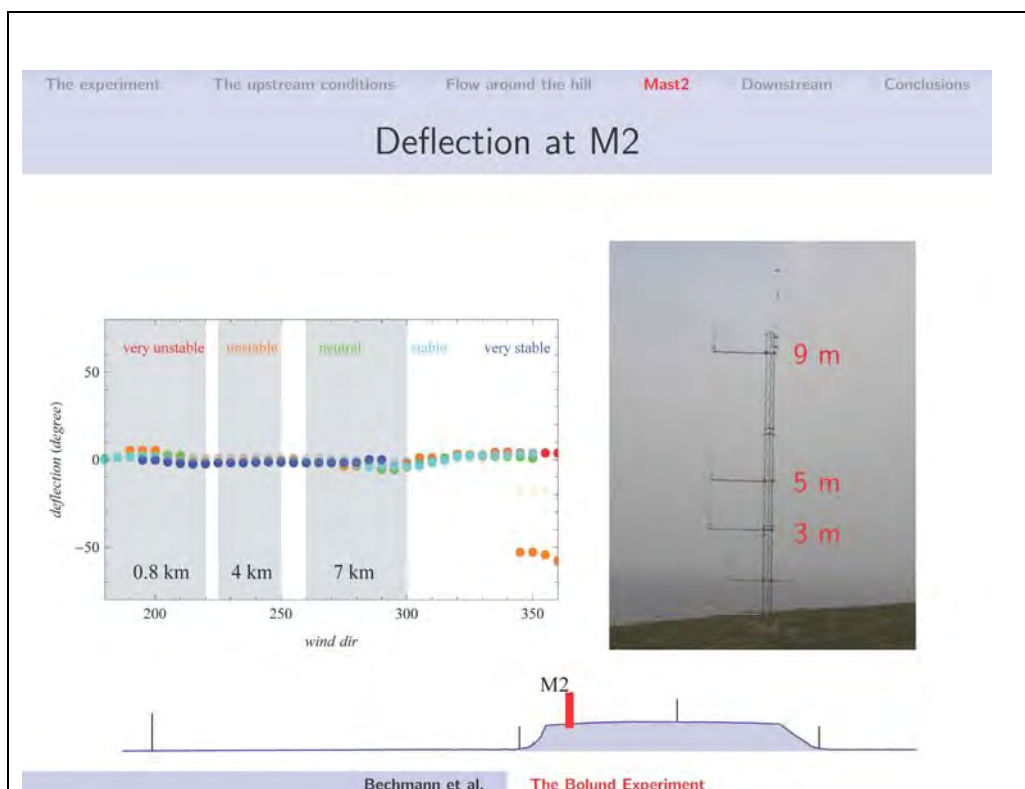 The experiment The upstream conditions Flow around the hill Mast2 Downstream Conclusions
Deflection at M2
very unstable unstable neutral stable very stable
50
0
−50
deflection (degree)
0.8 km 4 km 7 km
200 250 300 350
wind dir
9 m
5 m
3 m
M2
Bechmann et al. The Bolund Experiment